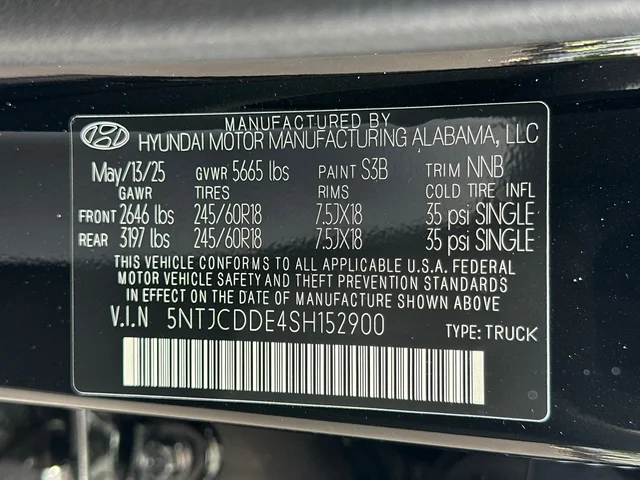 MANUFACTURED BY
HYUNDAI MOTOR MANUFACTURING ALABAMA, LLC
May/13/25 GVWR 5665 lbs PAINT S3B TRIM NNB
GAWR TIRES RIMS COLD TIRE INFL
FRONT 2646 lbs 245/60R18 7.5JX18 35 psi SINGLE
REAR 3197 lbs 245/60R18 7.5JX18 35 psi SINGLE
THIS VEHICLE CONFORMS TO ALL APPLICABLE U.S.A. FEDERAL
MOTOR VEHICLE SAFETY AND THEFT PREVENTION STANDARDS
IN EFFECT ON THE DATE OF MANUFACTURE SHOWN ABOVE.
V.I.N 5NTJCDDE4SH152900 TYPE: TRUCK